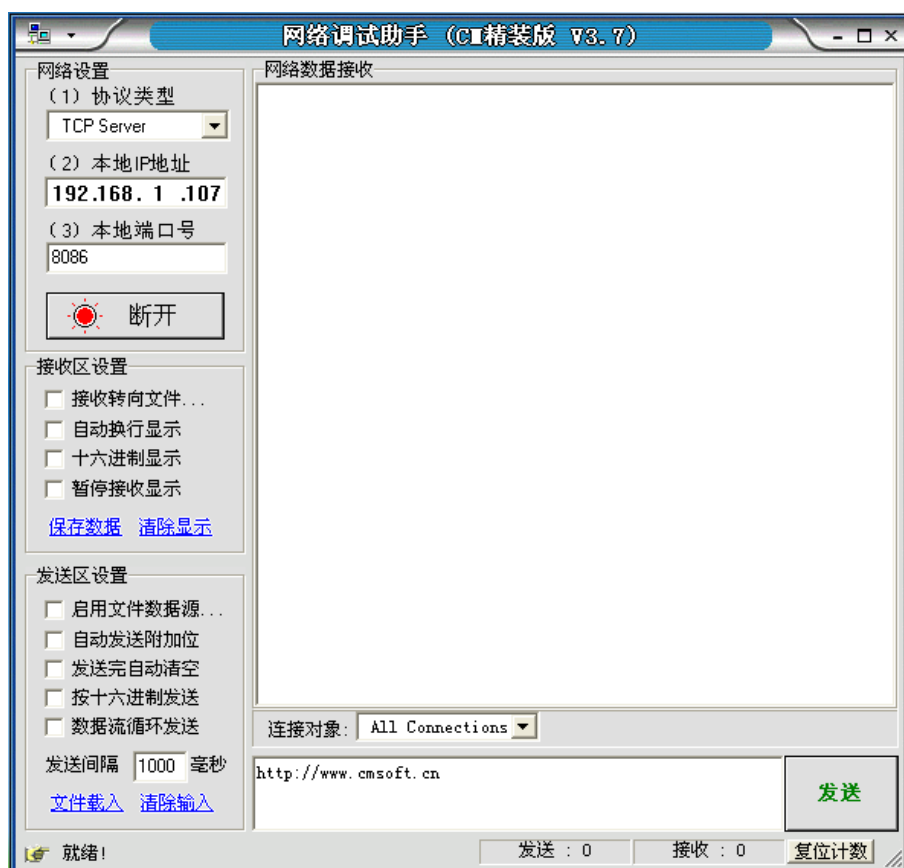 网络调试助手 (CⅢ精装版 V3.7)
网络设置
(1) 协议类型
TCP Server
(2) 本地IP地址
192.168. 1 .107
(3) 本地端口号
8086
断开
接收区设置
接收转向文件...
自动换行显示
十六进制显示
暂停接收显示
保存数据 清除显示
发送区设置
启用文件数据源...
自动发送附加位
发送完自动清空
按十六进制发送
数据流循环发送
发送间隔 1000 毫秒
文件载入 清除输入
网络数据接收
连接对象: All Connections
http://www.cmsoft.cn
发送
就绪!
发送 : 0
接收 : 0
复位计数